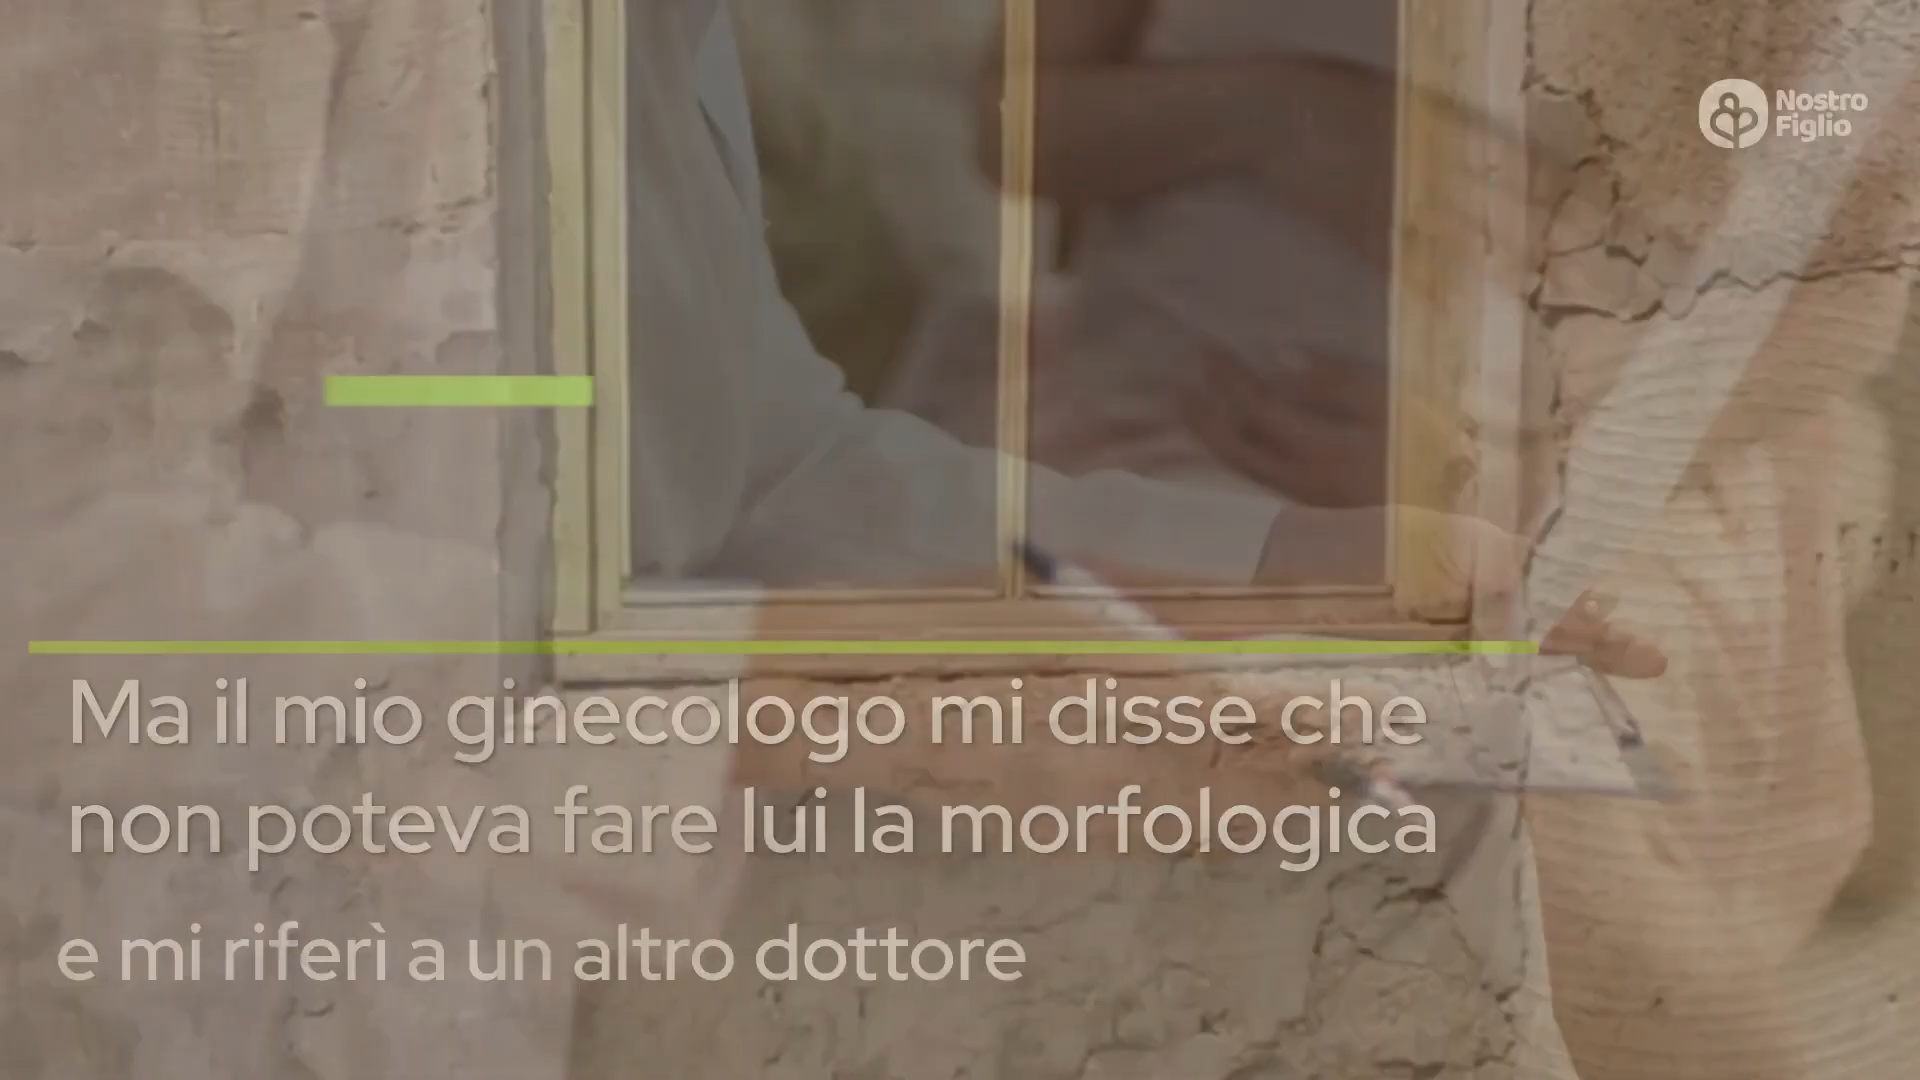 Nostro
Figlio
Ma il mio ginecologo mi disse che
non poteva fare lui la morfologica
e mi riferì a un altro dottore